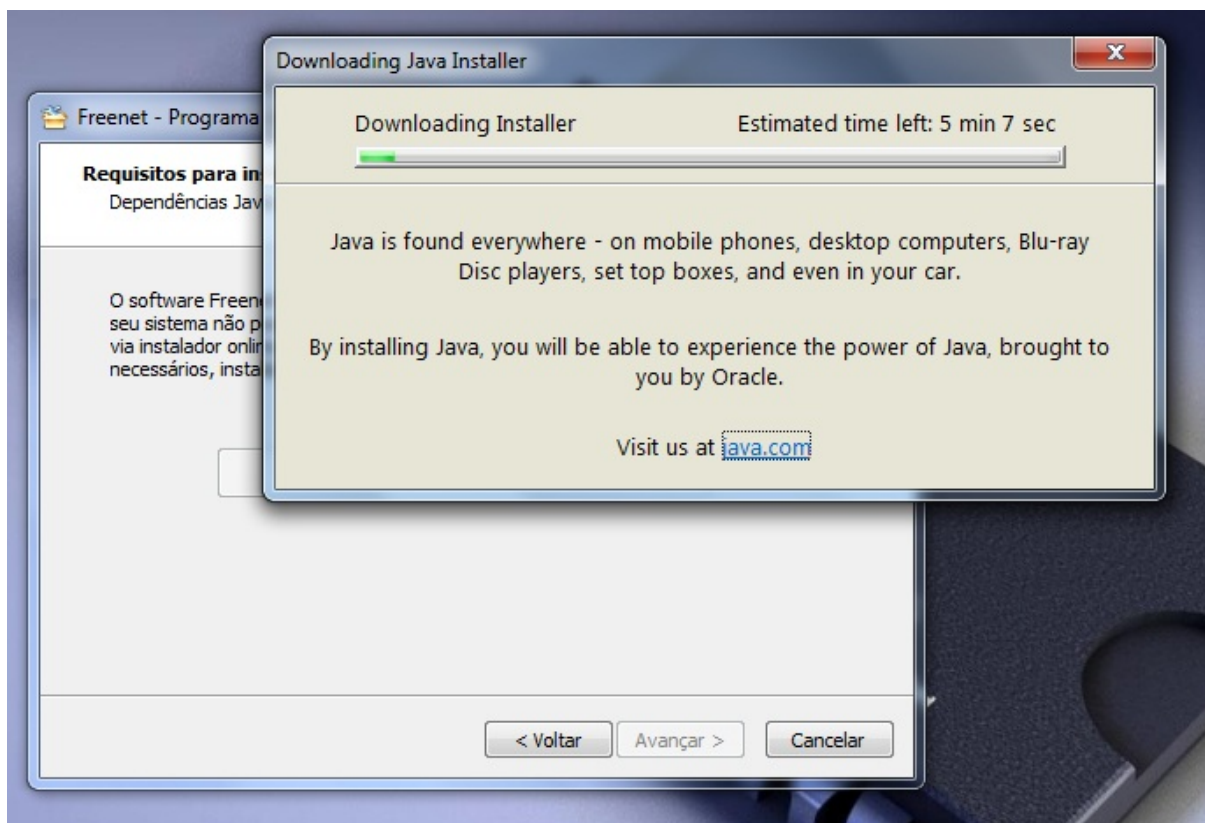 Downloading Java Installer
Downloading Installer
Estimated time left: 5 min 7 sec
Java is found everywhere - on mobile phones, desktop computers, Blu-ray
Disc players, set top boxes, and even in your car.
By installing Java, you will be able to experience the power of Java, brought to
you by Oracle.
Visit us at java.com
Freenet - Programa
Requisitos para in
Dependências Jav
O software Freen
seu sistema não p
via instalador onlin
necessários, insta
< Voltar
Avançar >
Cancelar